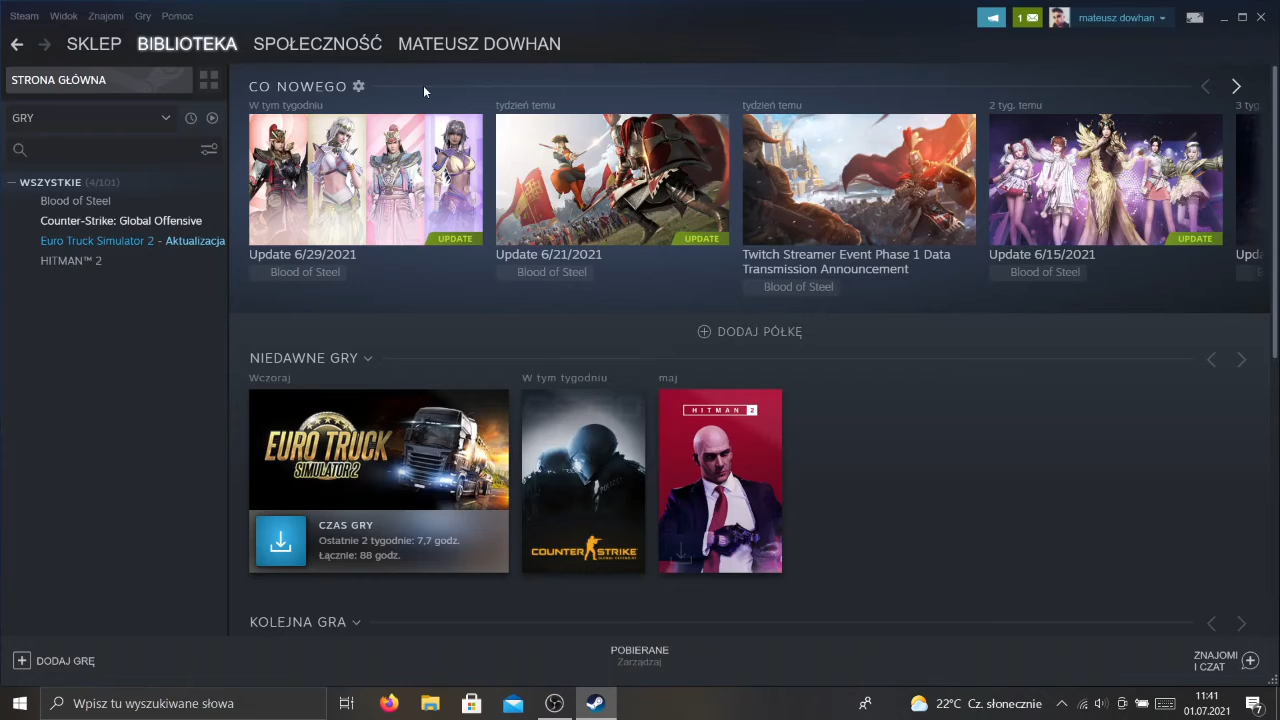 Steam Widok Znajomi Gry Pomoc
1
mateusz dowhan
SKLEP BIBLIOTEKA SPOŁECZNOŚĆ MATEUSZ DOWHAN
STRONA GŁÓWNA
GRY
WSZYSTKIE (4/101)
Blood of Steel
Counter-Strike: Global Offensive
Euro Truck Simulator 2 - Aktualizacja
HITMAN™ 2
CO NOWEGO
W tym tygodniu
UPDATE
Update 6/29/2021
Blood of Steel
tydzień temu
UPDATE
Update 6/21/2021
Blood of Steel
tydzień temu
Twitch Streamer Event Phase 1 Data
Transmission Announcement
Blood of Steel
2 tyg. temu
UPDATE
Update 6/15/2021
Blood of Steel
3 tyg
Upda
DODAJ PÓŁKĘ
NIEDAWNE GRY
Wczoraj
EURO TRUCK
SIMULATOR 2
CZAS GRY
Ostatnie 2 tygodnie: 7,7 godz.
Łącznie: 88 godz.
W tym tygodniu
COUNTER STRIKE
GLOBAL OFFENSIVE
maj
HITMAN 2
KOLEJNA GRA
DODAJ GRĘ
POBIERANE
Zarządzaj
ZNAJOMI
I CZAT
Wpisz tu wyszukiwane słowa
22°C Cz. słonecznie
11:41
01.07.2021
7